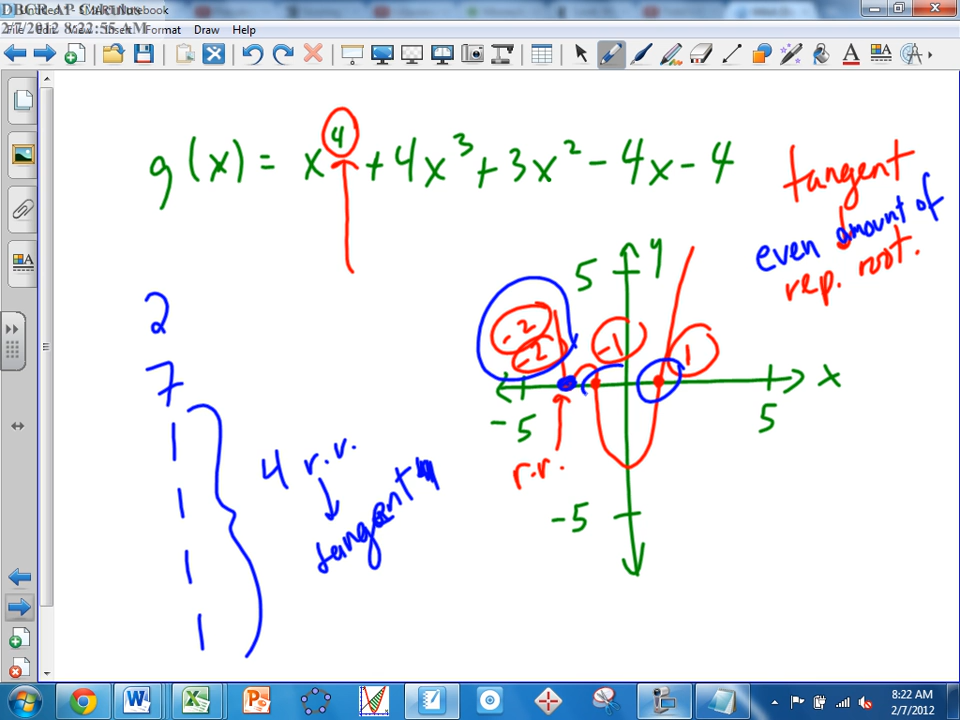 File Edit View Insert Format Draw Help
g(x) = x⁴ + 4x³ + 3x² - 4x - 4
tangent
even amount of
rep. root.
5 y
-2
-2
-1
1
x
-5
5
r.r.
-5
2
7
1
1
1
1
4 r.r.
tangent
8:22 AM
2/7/2012